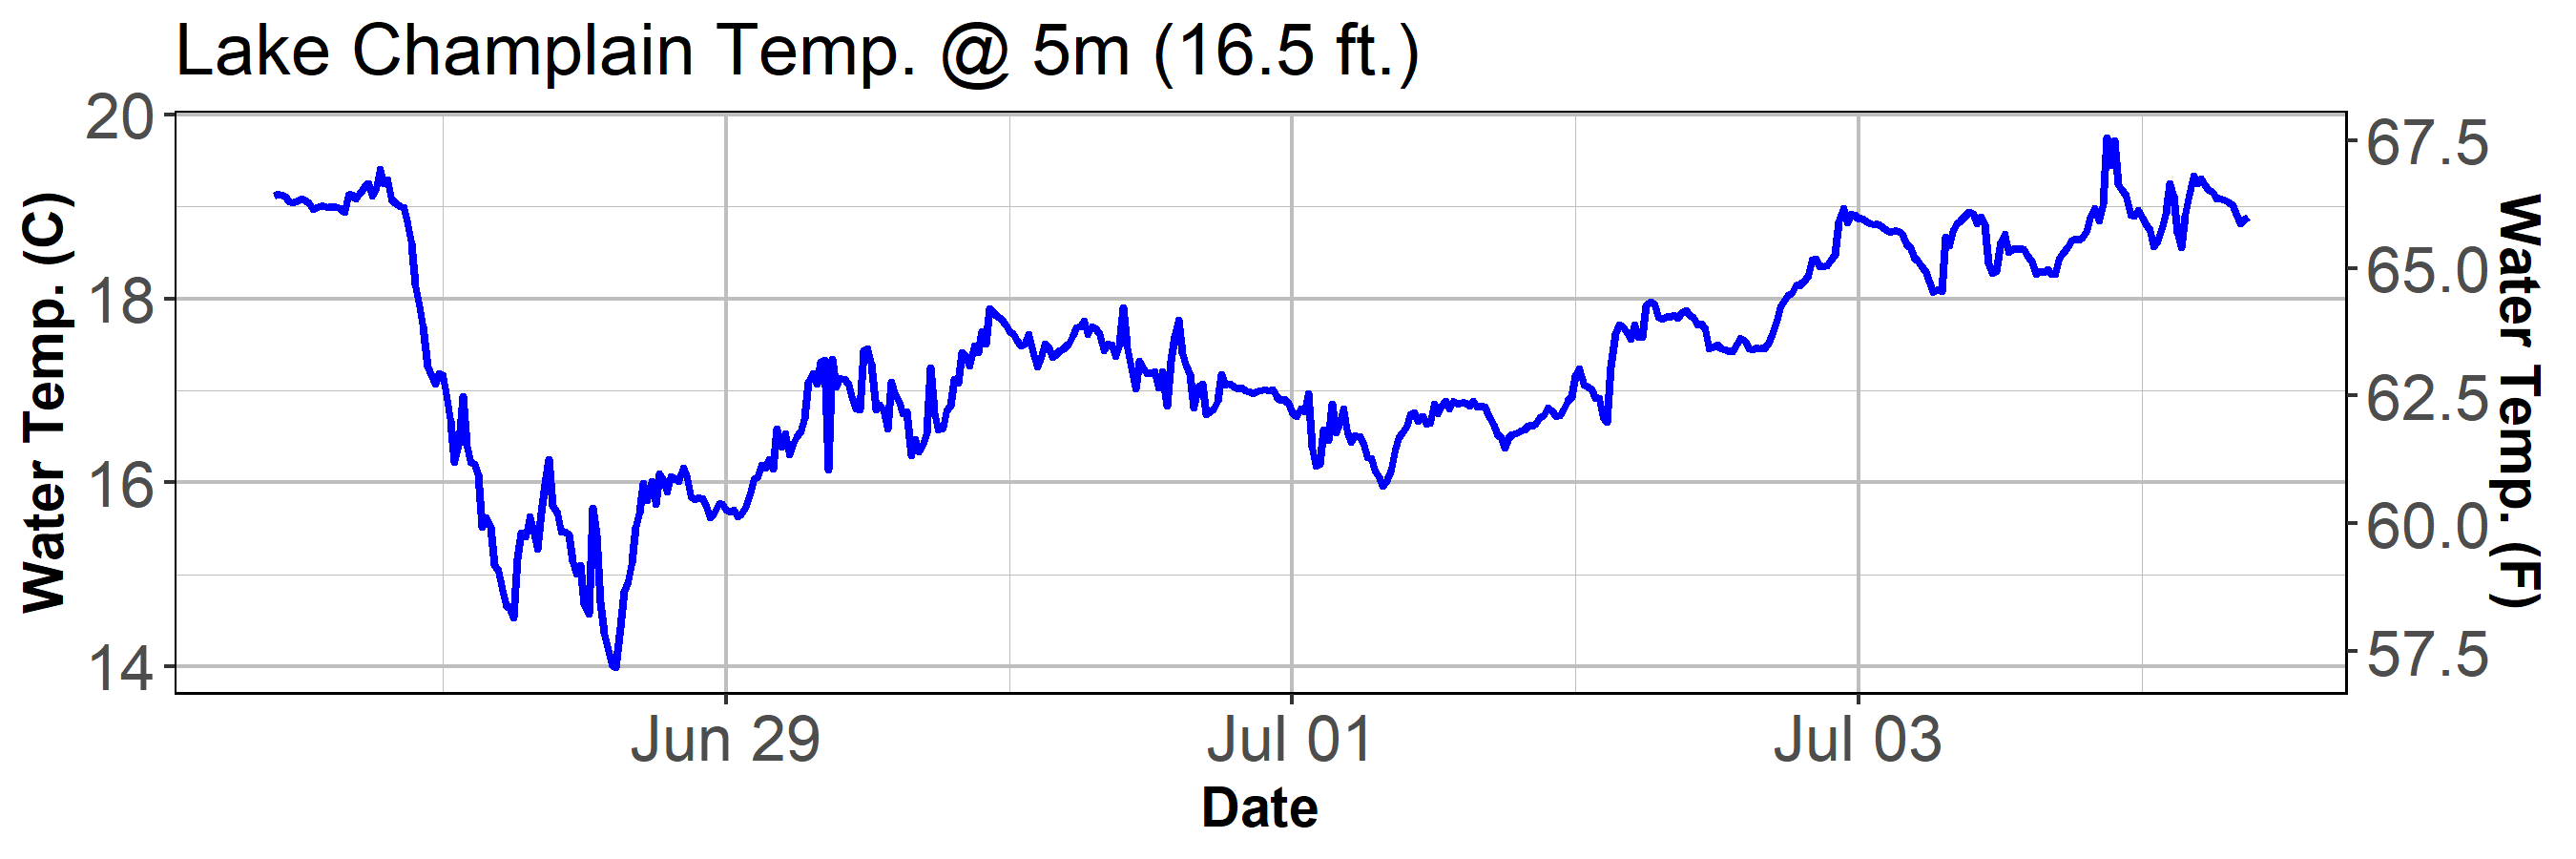 Lake Champlain Temp. @ 5m (16.5 ft.)
Water Temp. (C)
20
18
16
14
67.5
65.0
62.5
60.0
57.5
Water Temp. (F)
Jun 29
Jul 01
Jul 03
Date